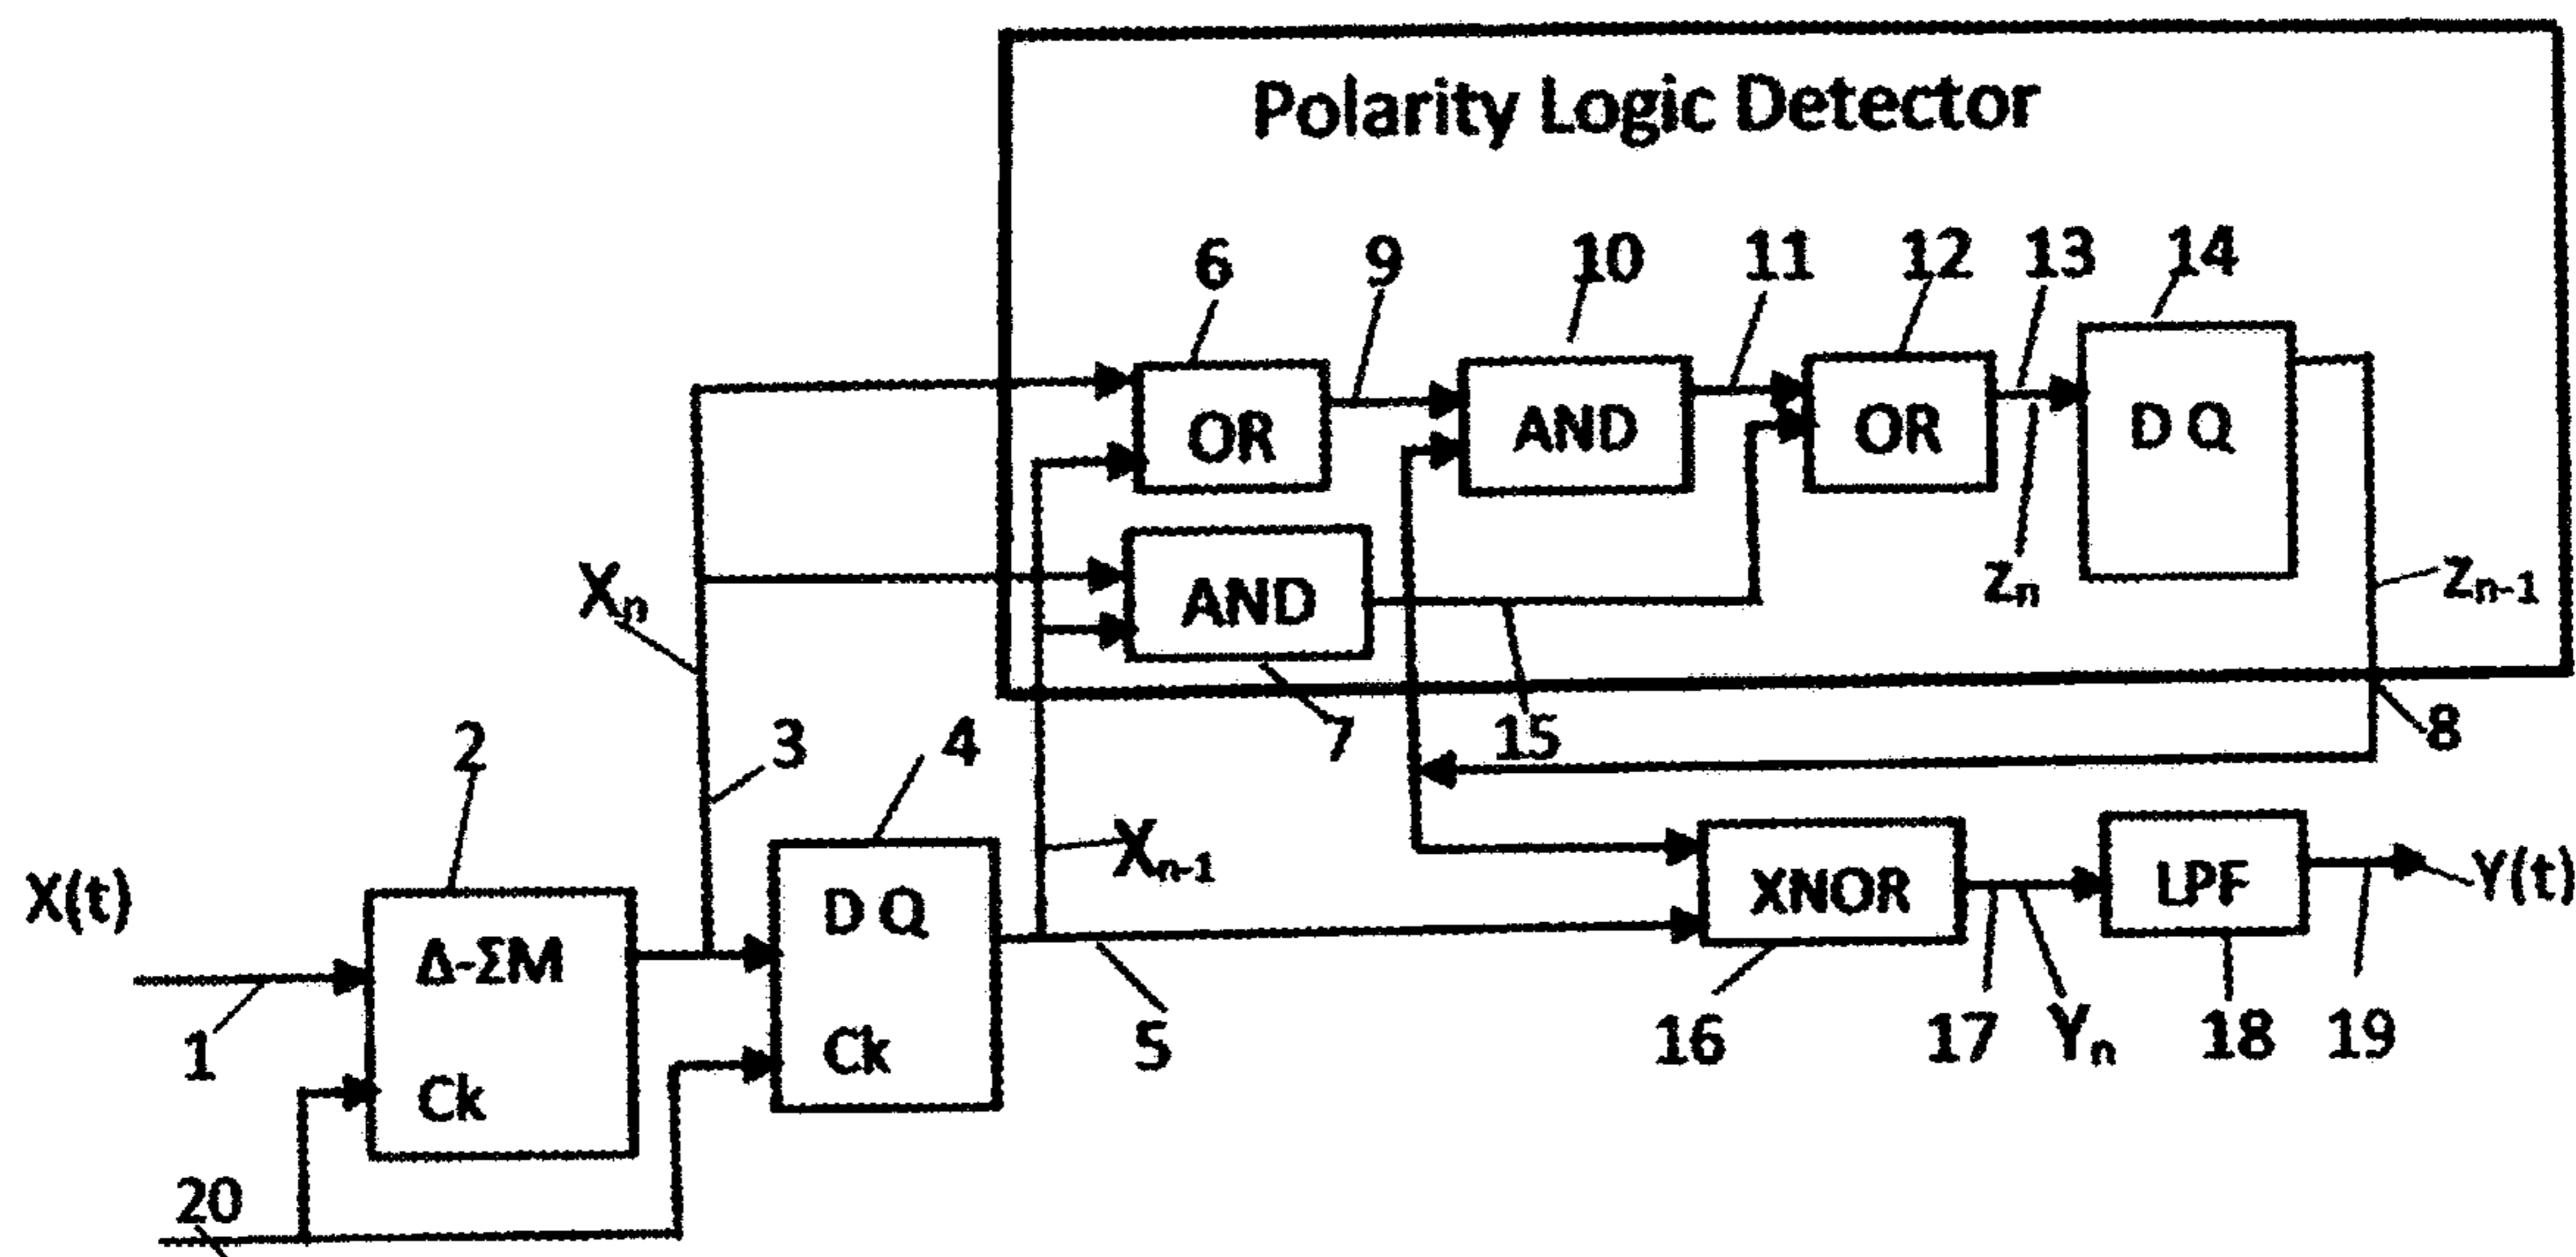 Polarity Logic Detector
6 9 10 11 12 13 14
OR AND OR D Q
Xn AND Zn Zn-1
7 15 8
2 3 4 Xn-1
X(t) Δ-ΣM D Q XNOR LPF Y(t)
1 Ck Ck 5 16 17 Yn 18 19
20